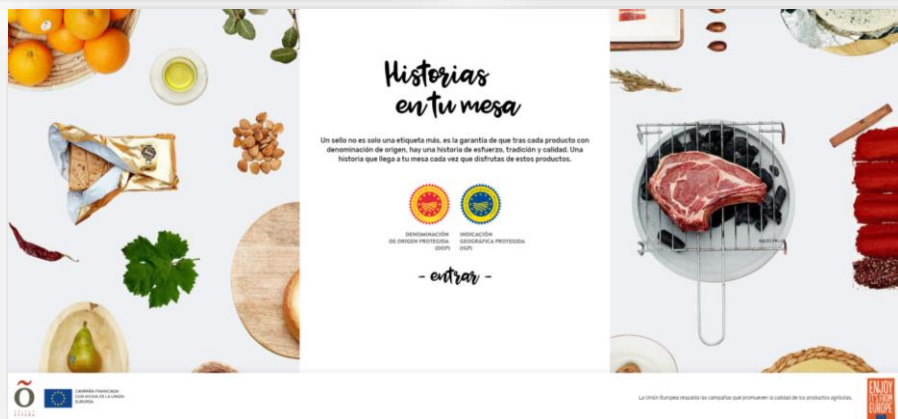 Historias
en tu mesa
Un sello no es solo una etiqueta más, es la garantía de que tras cada producto con
denominación de origen, hay una historia de esfuerzo, tradición y calidad. Una
historia que llega a tu mesa cada vez que disfrutas de estos productos.
DENOMINACIÓN
DE ORIGEN PROTEGIDA
(DOP)
INDICACIÓN
GEOGRÁFICA PROTEGIDA
(IGP)
- entrar -
CAMPAÑA FINANCIADA
CON AYUDA DE LA UNIÓN
EUROPEA
La Unión Europea respalda las campañas que promueven la calidad de los productos agrícolas.
ENJOY
IT'S FROM
EUROPE